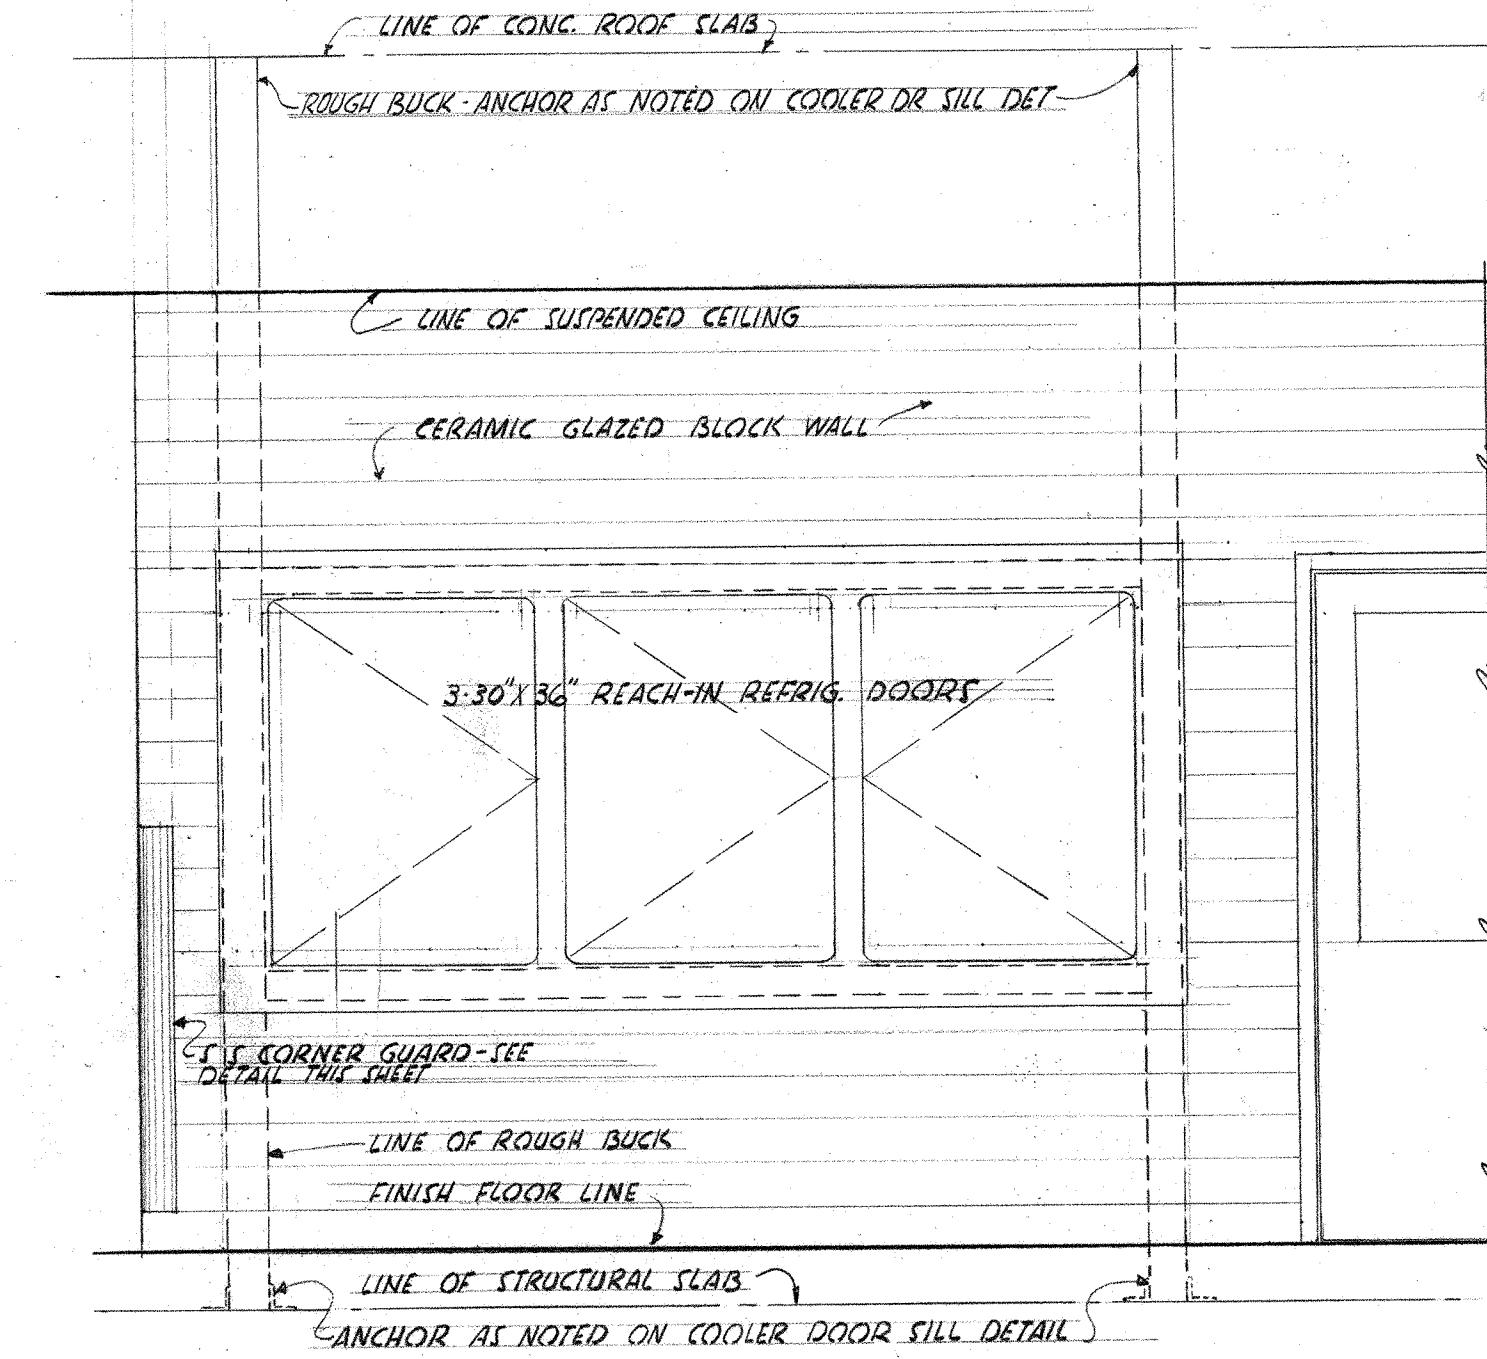 LINE OF CONC. ROOF SLAB
ROUGH BUCK - ANCHOR AS NOTED ON COOLER DR SILL DET
LINE OF SUSPENDED CEILING
CERAMIC GLAZED BLOCK WALL
3-30"X 36" REACH-IN REFRIG. DOORS
S S CORNER GUARD-SEE
DETAIL THIS SHEET
LINE OF ROUGH BUCK
FINISH FLOOR LINE
LINE OF STRUCTURAL SLAB
ANCHOR AS NOTED ON COOLER DOOR SILL DETAIL